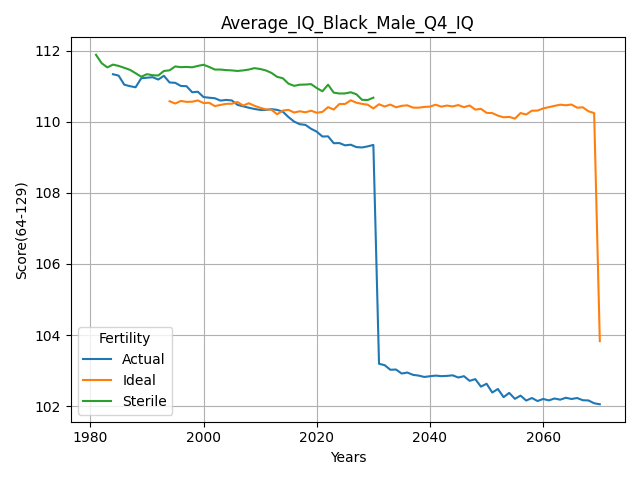 Average_IQ_Black_Male_Q4_IQ
Score(64-129)
112
110
108
106
104
102
Fertility
Actual
Ideal
Sterile
1980 2000 2020 2040 2060
Years